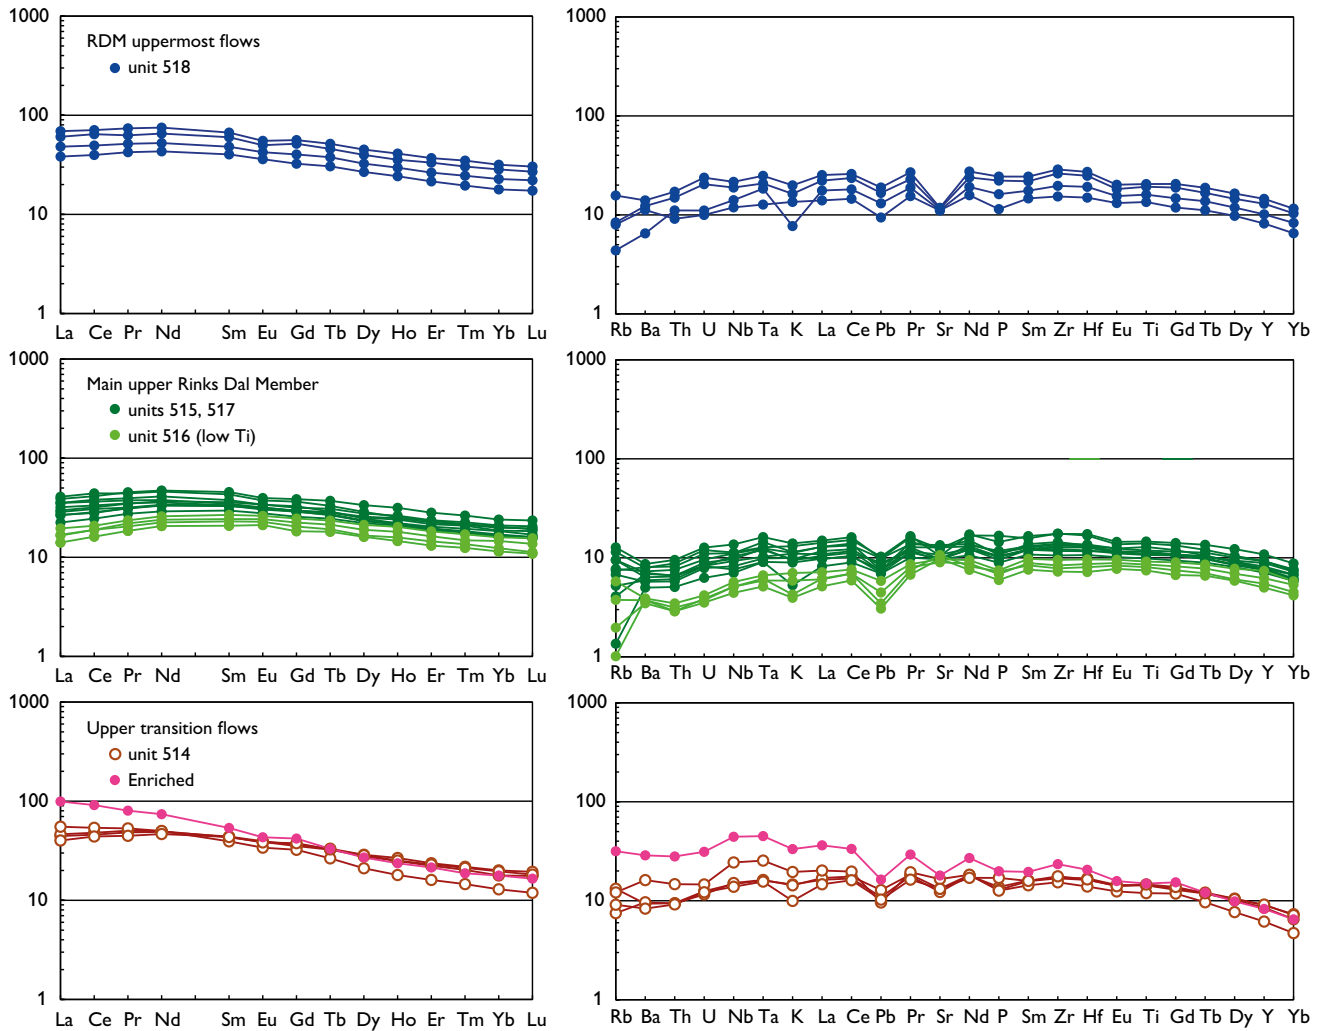 1000
100
10
1
RDM uppermost flows
unit 518
La Ce Pr Nd Sm Eu Gd Tb Dy Ho Er Tm Yb Lu
1000
100
10
1
Rb Ba Th U Nb Ta K La Ce Pb Pr Sr Nd P Sm Zr Hf Eu Ti Gd Tb Dy Y Yb
1000
100
10
1
Main upper Rinks Dal Member
units 515, 517
unit 516 (low Ti)
La Ce Pr Nd Sm Eu Gd Tb Dy Ho Er Tm Yb Lu
1000
100
10
1
Rb Ba Th U Nb Ta K La Ce Pb Pr Sr Nd P Sm Zr Hf Eu Ti Gd Tb Dy Y Yb
1000
100
10
1
Upper transition flows
unit 514
Enriched
La Ce Pr Nd Sm Eu Gd Tb Dy Ho Er Tm Yb Lu
1000
100
10
1
Rb Ba Th U Nb Ta K La Ce Pb Pr Sr Nd P Sm Zr Hf Eu Ti Gd Tb Dy Y Yb